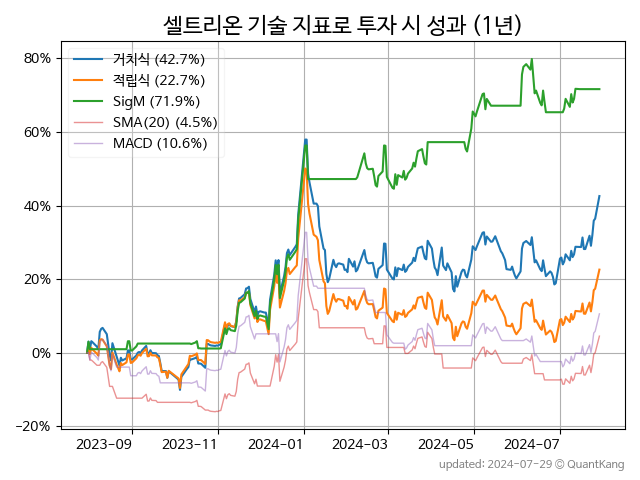 셀트리온 기술 지표로 투자 시 성과 (1년)
거치식 (42.7%)
적립식 (22.7%)
SigM (71.9%)
SMA(20) (4.5%)
MACD (10.6%)
80%
60%
40%
20%
0%
−20%
2023-09 2023-11 2024-01 2024-03 2024-05 2024-07
updated: 2024-07-29 © QuantKang